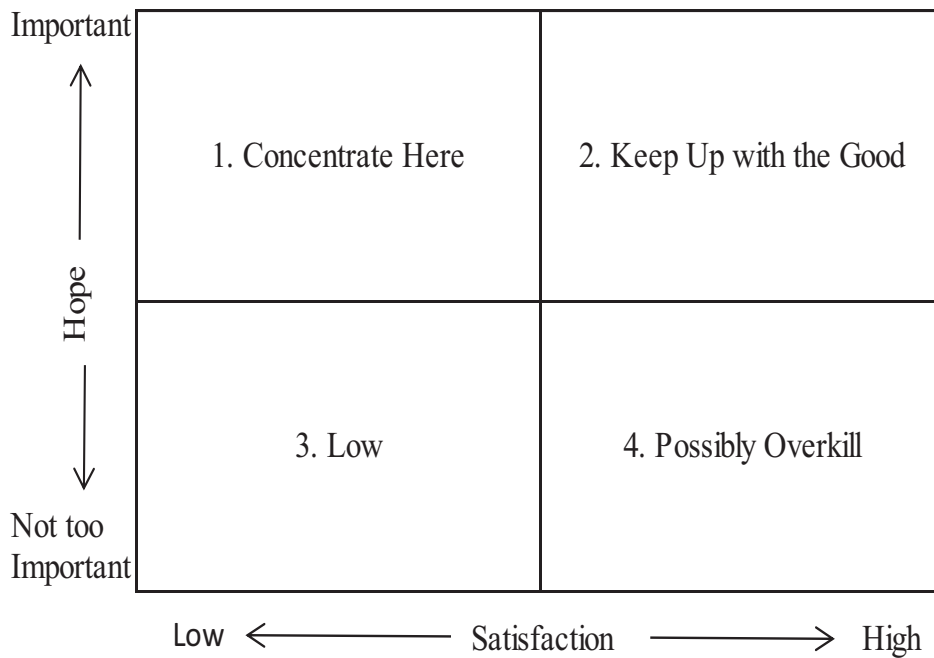 Important
1. Concentrate Here
2. Keep Up with the Good
Hope
3. Low
4. Possibly Overkill
Not too
Important
Low
Satisfaction
High